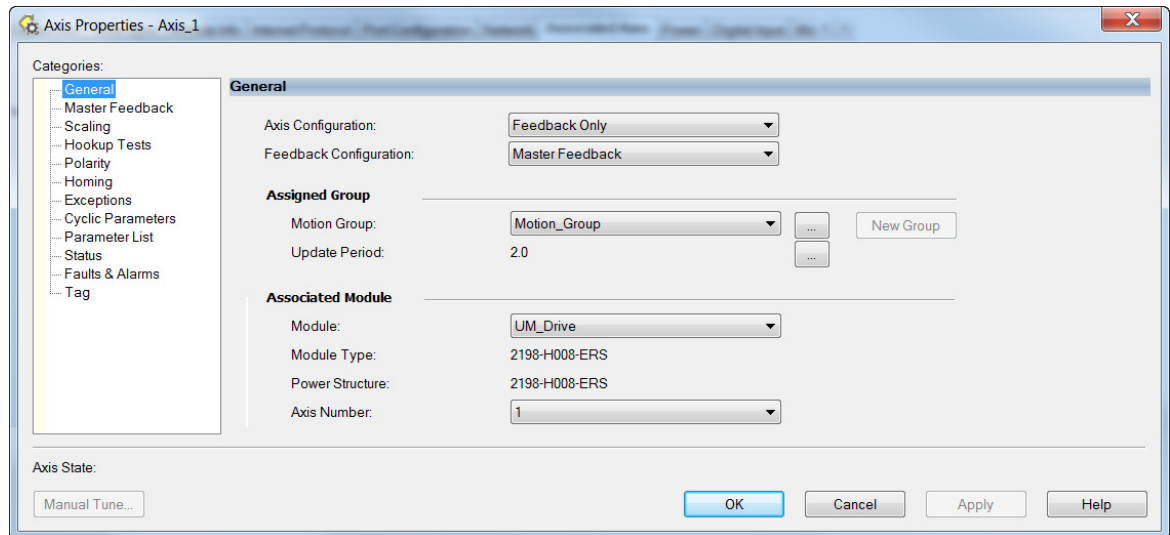 Axis Properties - Axis_1
Categories:
General
Master Feedback
Scaling
Hookup Tests
Polarity
Homing
Exceptions
Cyclic Parameters
Parameter List
Status
Faults & Alarms
Tag
General
Axis Configuration: Feedback Only
Feedback Configuration: Master Feedback
Assigned Group
Motion Group: Motion_Group ... New Group
Update Period: 2.0 ...
Associated Module
Module: UM_Drive
Module Type: 2198-H008-ERS
Power Structure: 2198-H008-ERS
Axis Number: 1
Axis State:
Manual Tune... OK Cancel Apply Help